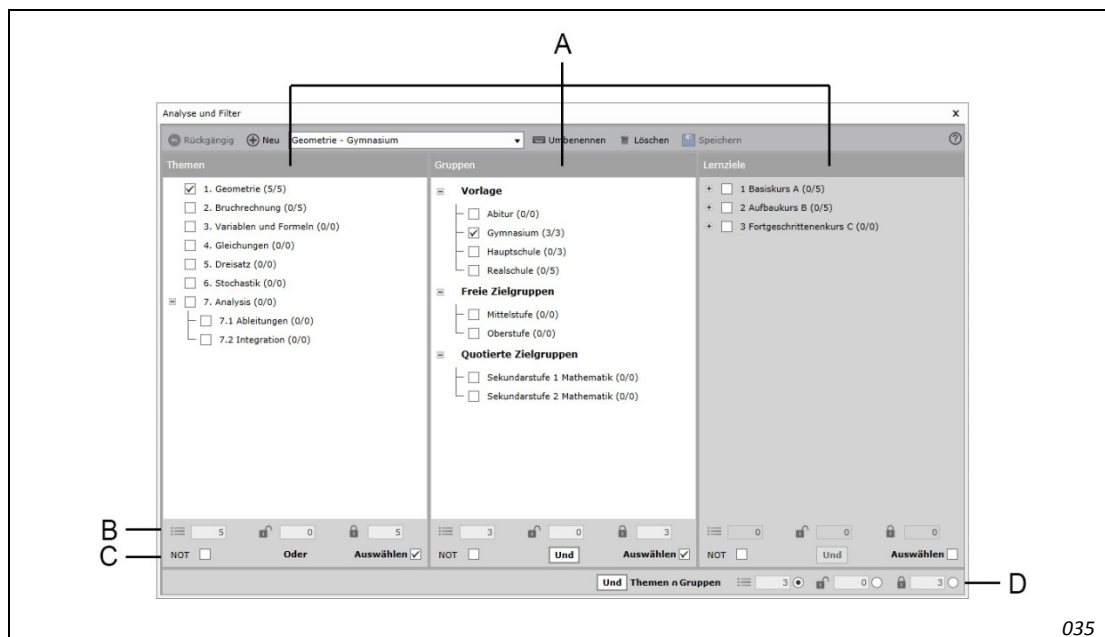 A
Analyse und Filter x
Rückgängig Neu Geometrie - Gymnasium Umbenennen Löschen Speichern ?
Themen Gruppen Lernziele
1. Geometrie (5/5)
2. Bruchrechnung (0/5)
3. Variablen und Formeln (0/0)
4. Gleichungen (0/0)
5. Dreisatz (0/0)
6. Stochastik (0/0)
7. Analysis (0/0)
7.1 Ableitungen (0/0)
7.2 Integration (0/0)
Vorlage
Abitur (0/0)
Gymnasium (3/3)
Hauptschule (0/3)
Realschule (0/5)
Freie Zielgruppen
Mittelstufe (0/0)
Oberstufe (0/0)
Quotierte Zielgruppen
Sekundarstufe 1 Mathematik (0/0)
Sekundarstufe 2 Mathematik (0/0)
1 Basiskurs A (0/5)
2 Aufbaukurs B (0/5)
3 Fortgeschrittenenkurs C (0/0)
B 5 0 5 3 0 3 0 0 0
C NOT Oder Auswählen NOT Und Auswählen NOT Und Auswählen
Und Themen ∩ Gruppen 3 0 3 D
035